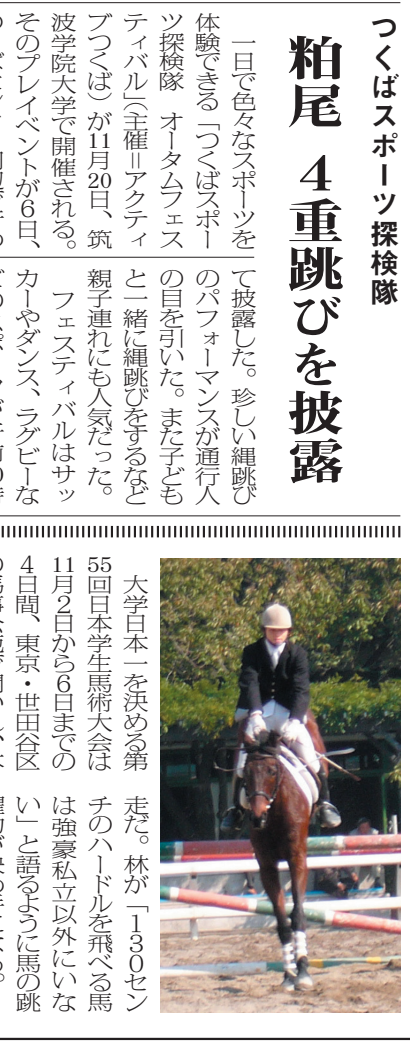 つくばスポーツ探検隊
粕尾 4重跳びを披露
一日で色々なスポーツを
体験できる「つくばスポー
ツ探検隊 オータムフェス
ティバル」(主催=アクティ
ブつくば)が11月20日、筑
波学院大学で開催される。
そのプレイベントが6日、
て披露した。珍しい縄跳び
のパフォーマンスが通行人
の目を引いた。また子ども
と一緒に縄跳びをするなど
親子連れにも人気だった。
フェスティバルはサッ
カーやダンス、ラグビーな
大学日本一を決める第
55回日本学生馬術大会は
11月2日から6日までの
4日間、東京・世田谷区
走だ。林が「130セン
チのハードルを飛べる馬
は強豪私立以外にいな
い」と語るように馬の跳